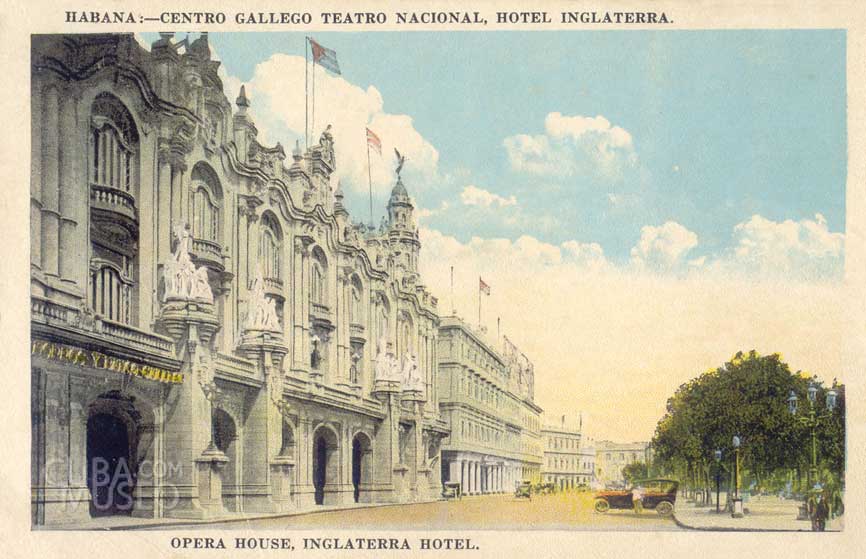 HABANA:—CENTRO GALLEGO TEATRO NACIONAL, HOTEL INGLATERRA.
CUBA.COM
MUSEO
OPERA HOUSE, INGLATERRA HOTEL.